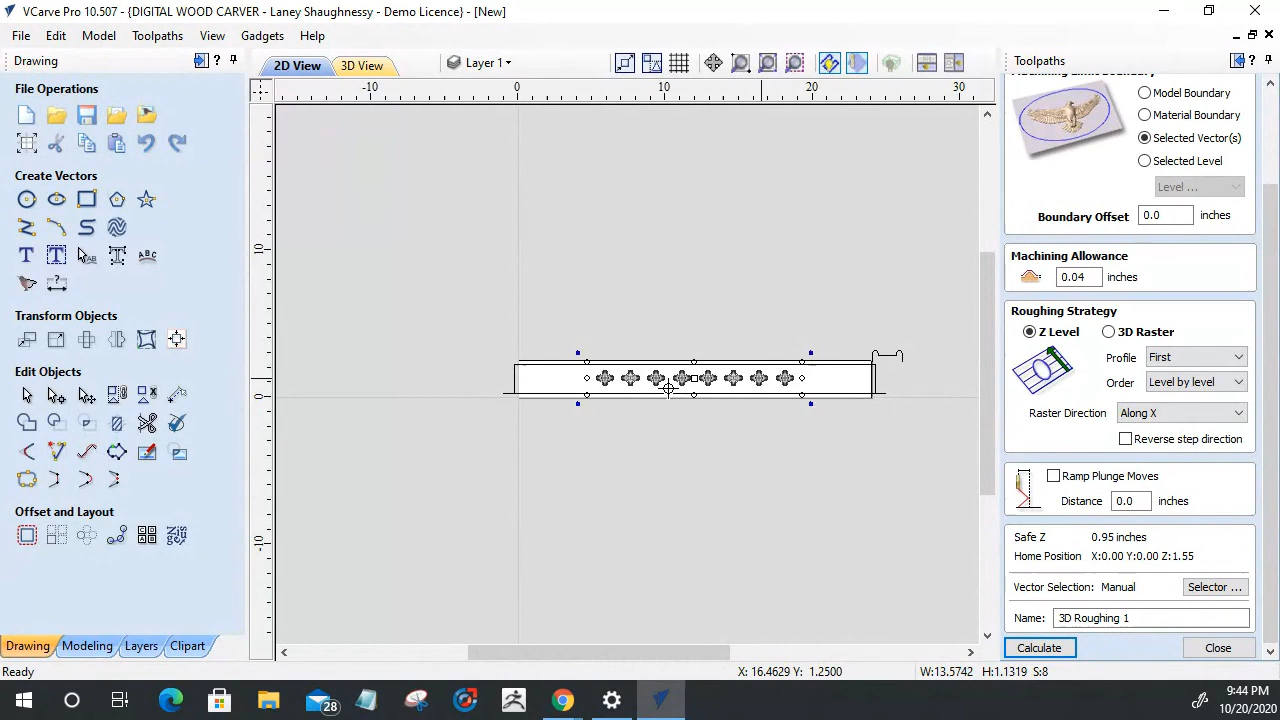 VCarve Pro 10.507 - {DIGITAL WOOD CARVER - Laney Shaughnessy - Demo Licence} - [New]
File Edit Model Toolpaths View Gadgets Help
Drawing
?
2D View
3D View
Layer 1
Toolpaths
?
File Operations
Create Vectors
Transform Objects
Edit Objects
Offset and Layout
Drawing
Modeling
Layers
Clipart
-10 0 10 20 30
10
0
-10
Machining Limit Boundary
Model Boundary
Material Boundary
Selected Vector(s)
Selected Level
Level ...
Boundary Offset 0.0 inches
Machining Allowance
0.04 inches
Roughing Strategy
Z Level 3D Raster
Profile First
Order Level by level
Raster Direction Along X
Reverse step direction
Ramp Plunge Moves
Distance 0.0 inches
Safe Z 0.95 inches
Home Position X:0.00 Y:0.00 Z:1.55
Vector Selection: Manual Selector ...
Name: 3D Roughing 1
Calculate Close
Ready
X: 16.4629 Y: 1.2500
W:13.5742 H:1.1319 S:8
28
9:44 PM
10/20/2020